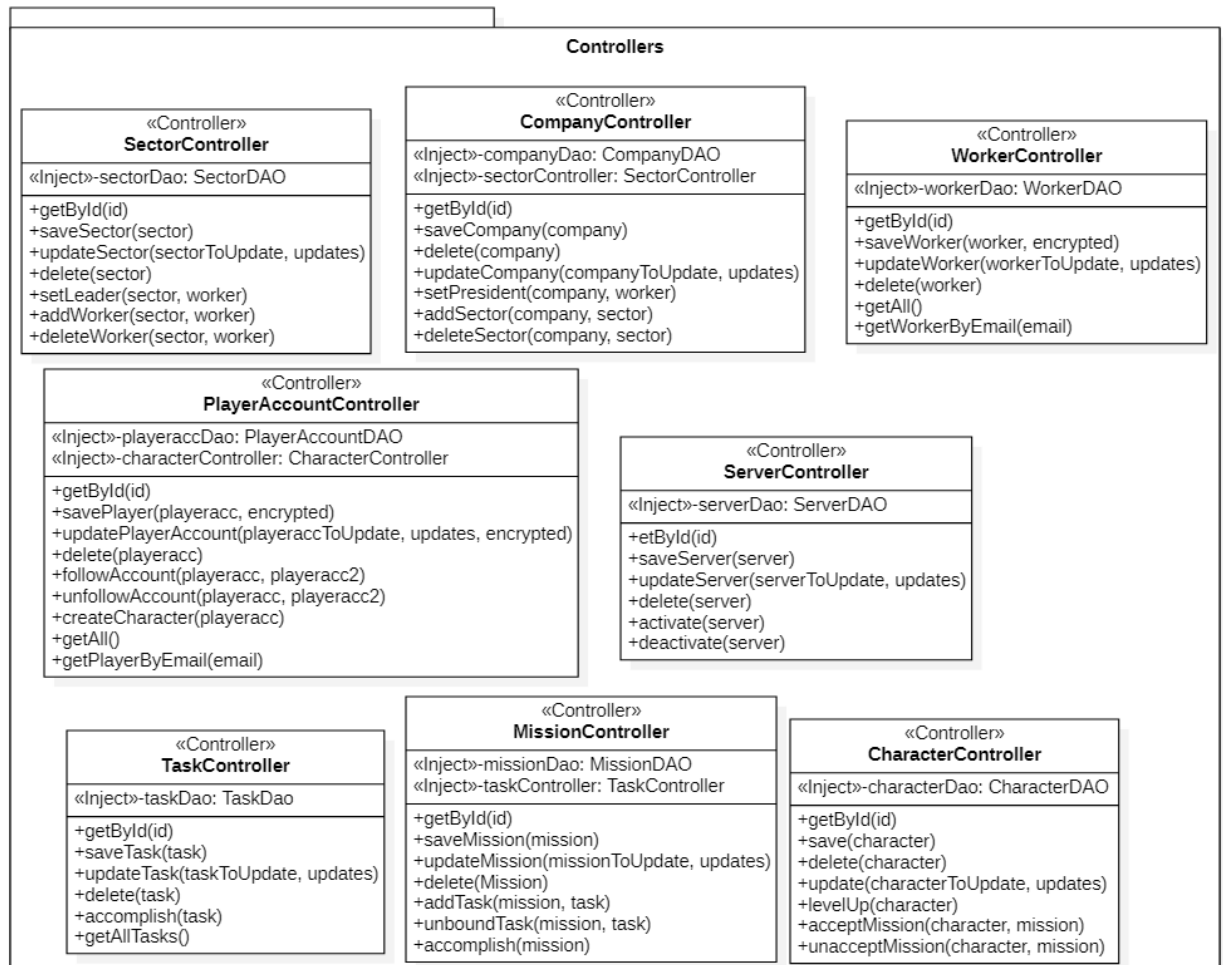 Controllers
«Controller»
SectorController
«Inject»-sectorDao: SectorDAO
+getById(id)
+saveSector(sector)
+updateSector(sectorToUpdate, updates)
+delete(sector)
+setLeader(sector, worker)
+addWorker(sector, worker)
+deleteWorker(sector, worker)
«Controller»
CompanyController
«Inject»-companyDao: CompanyDAO
«Inject»-sectorController: SectorController
+getById(id)
+saveCompany(company)
+delete(company)
+updateCompany(companyToUpdate, updates)
+setPresident(company, worker)
+addSector(company, sector)
+deleteSector(company, sector)
«Controller»
WorkerController
«Inject»-workerDao: WorkerDAO
+getById(id)
+saveWorker(worker, encrypted)
+updateWorker(workerToUpdate, updates)
+delete(worker)
+getAll()
+getWorkerByEmail(email)
«Controller»
PlayerAccountController
«Inject»-playeraccDao: PlayerAccountDAO
«Inject»-characterController: CharacterController
+getById(id)
+savePlayer(playeracc, encrypted)
+updatePlayerAccount(playeraccToUpdate, updates, encrypted)
+delete(playeracc)
+followAccount(playeracc, playeracc2)
+unfollowAccount(playeracc, playeracc2)
+createCharacter(playeracc)
+getAll()
+getPlayerByEmail(email)
«Controller»
ServerController
«Inject»-serverDao: ServerDAO
+etById(id)
+saveServer(server)
+updateServer(serverToUpdate, updates)
+delete(server)
+activate(server)
+deactivate(server)
«Controller»
TaskController
«Inject»-taskDao: TaskDao
+getById(id)
+saveTask(task)
+updateTask(taskToUpdate, updates)
+delete(task)
+accomplish(task)
+getAllTasks()
«Controller»
MissionController
«Inject»-missionDao: MissionDAO
«Inject»-taskController: TaskController
+getById(id)
+saveMission(mission)
+updateMission(missionToUpdate, updates)
+delete(Mission)
+addTask(mission, task)
+unboundTask(mission, task)
+accomplish(mission)
«Controller»
CharacterController
«Inject»-characterDao: CharacterDAO
+getById(id)
+save(character)
+delete(character)
+update(characterToUpdate, updates)
+levelUp(character)
+acceptMission(character, mission)
+unacceptMission(character, mission)